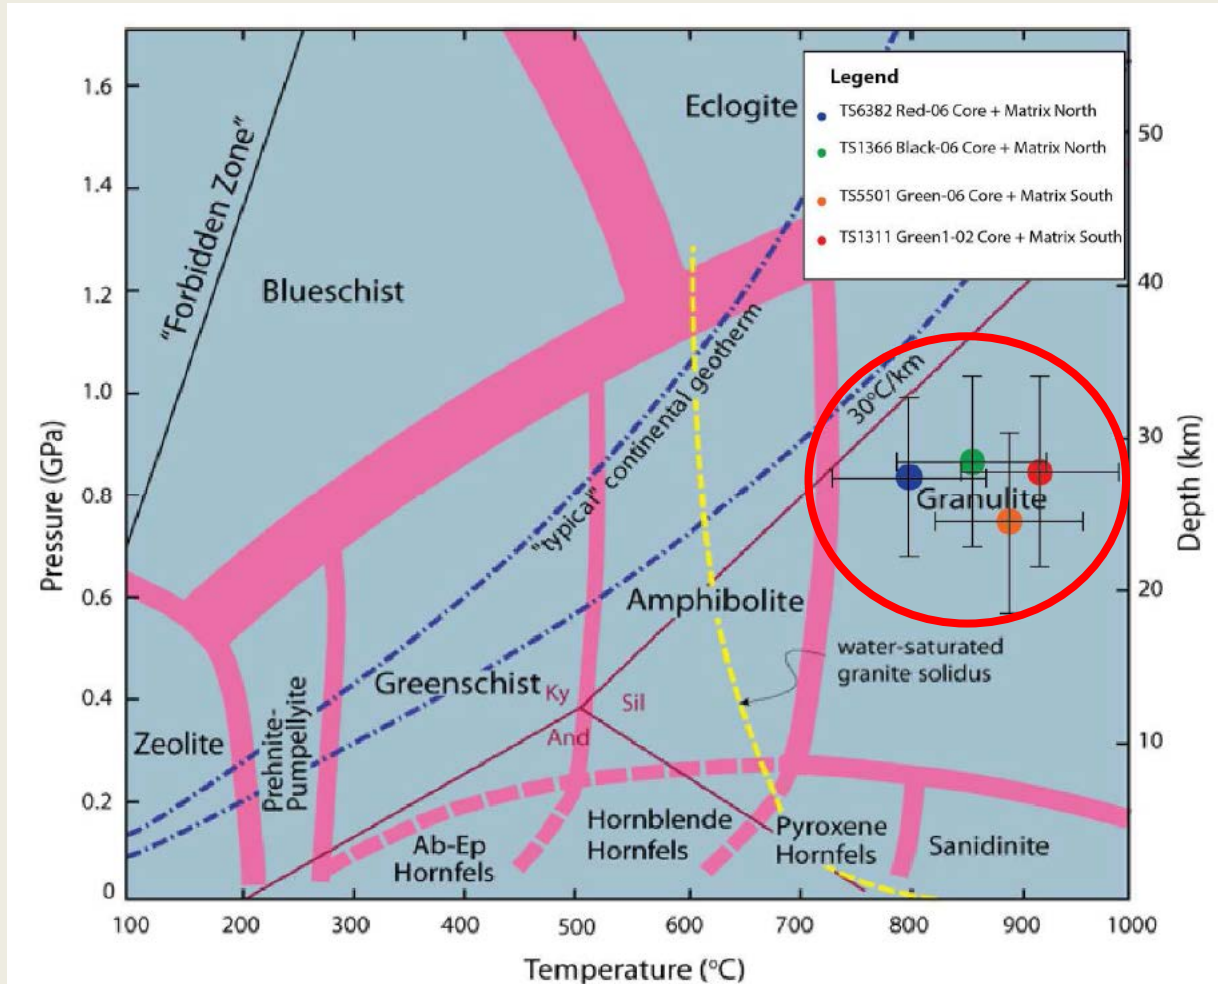 Legend
TS6382 Red-06 Core + Matrix North
TS1366 Black-06 Core + Matrix North
TS5501 Green-06 Core + Matrix South
TS1311 Green1-02 Core + Matrix South
1.6
1.4
1.2
1.0
0.8
0.6
0.4
0.2
0
Pressure (GPa)
"Forbidden Zone"
Blueschist
Eclogite
"typical" continental geotherm
30°C/km
Granulite
Amphibolite
water-saturated
granite solidus
Greenschist
Ky
Sil
And
Zeolite
Prehnite-
Pumpellyite
Ab-Ep
Hornfels
Hornblende
Hornfels
Pyroxene
Hornfels
Sanidinite
50
40
30
20
10
Depth (km)
100 200 300 400 500 600 700 800 900 1000
Temperature (°C)